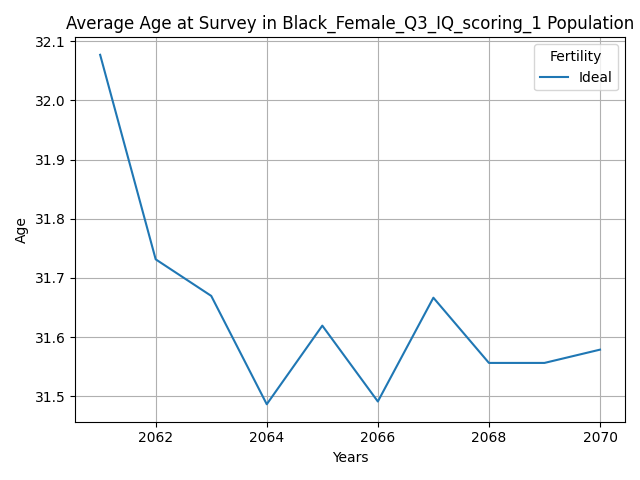 Average Age at Survey in Black_Female_Q3_IQ_scoring_1 Population
32.1
32.0
31.9
31.8
31.7
31.6
31.5
Age
Fertility
Ideal
2062 2064 2066 2068 2070
Years